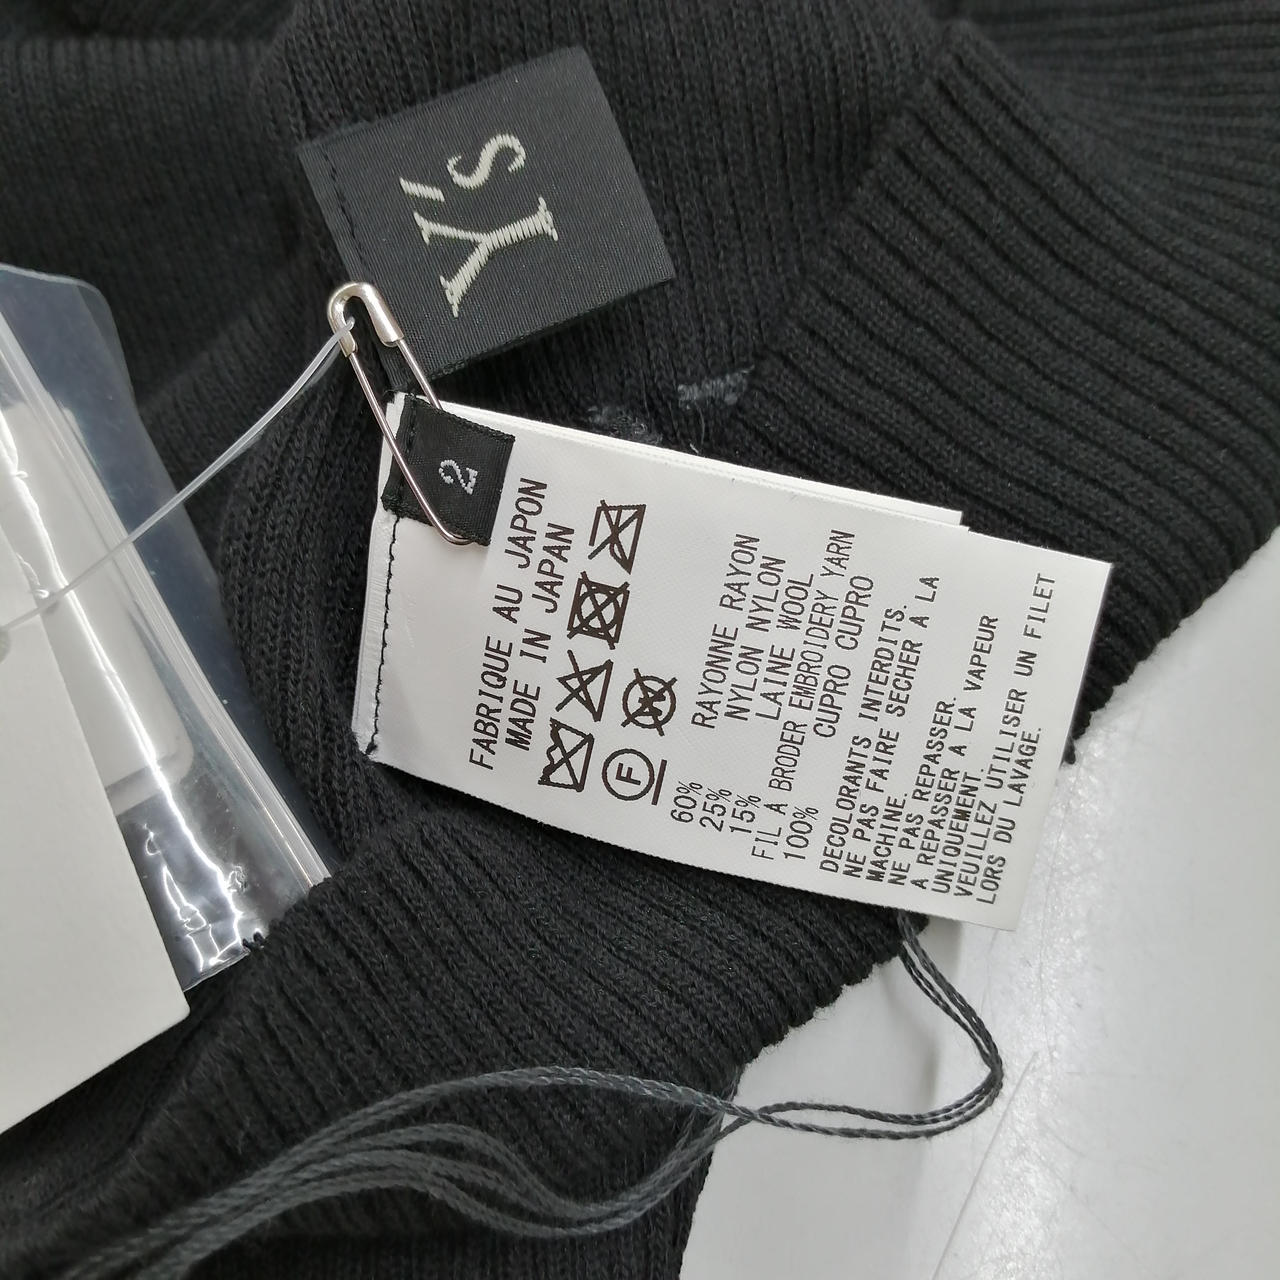 Y's
2
FABRIQUE AU JAPON
MADE IN JAPAN
F
60% RAYONNE RAYON
25% NYLON NYLON
15% LAINE WOOL
FIL A BRODER EMBROIDERY YARN
100% CUPRO CUPRO
DECOLORANTS INTERDITS.
NE PAS FAIRE SECHER A LA
MACHINE.
NE PAS REPASSER.
A REPASSER A LA VAPEUR
UNIQUEMENT.
VEUILLEZ UTILISER UN FILET
LORS DU LAVAGE.